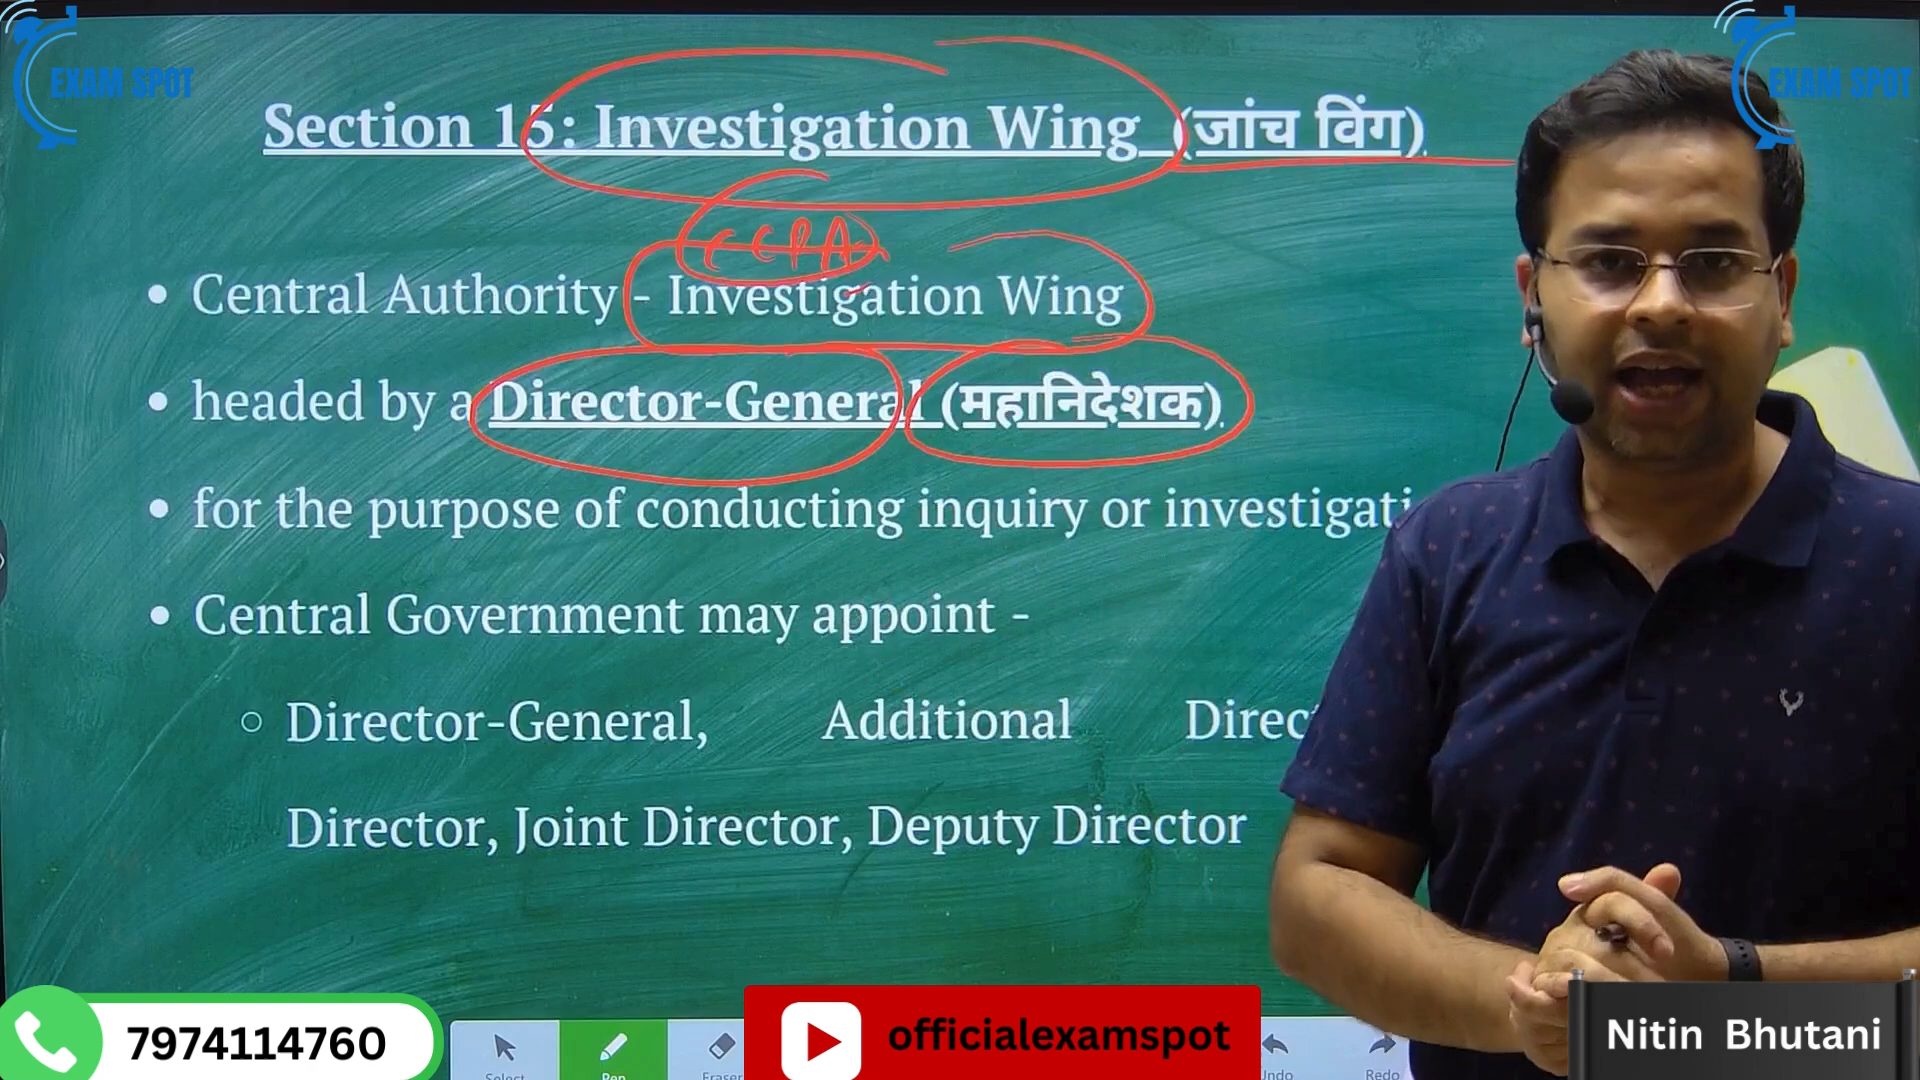 EXAM SPOT
EXAM SPOT
Section 15: Investigation Wing (जांच विंग)
CCPA
Central Authority - Investigation Wing
headed by a Director-General (महानिदेशक)
for the purpose of conducting inquiry or investigati
Central Government may appoint -
Director-General, Additional Direc
Director, Joint Director, Deputy Director
7974114760
Select
Pen
Eraser
officialexamspot
Undo
Redo
Nitin Bhutani